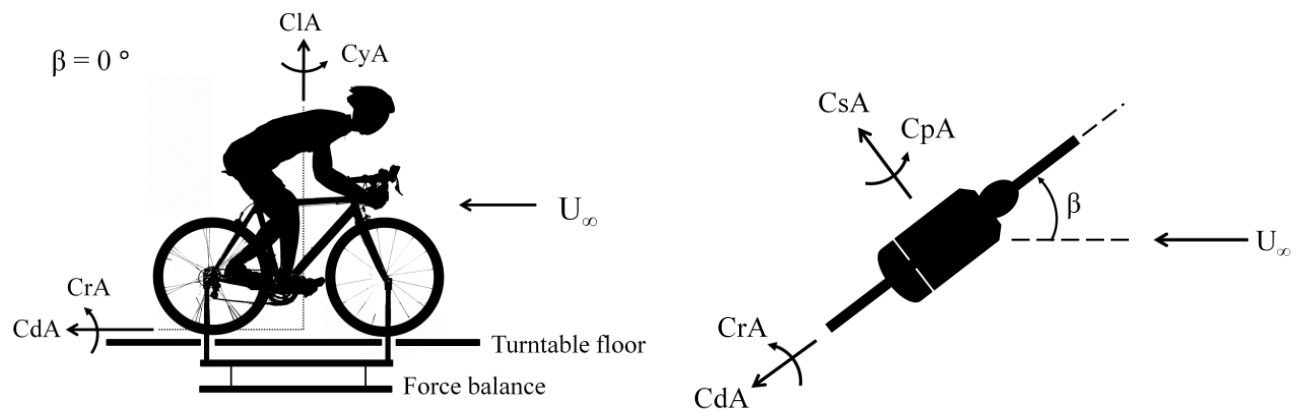 ClA
CyA
β = 0 °
U∞
CrA
CdA
Turntable floor
Force balance
CsA
CpA
β
U∞
CrA
CdA